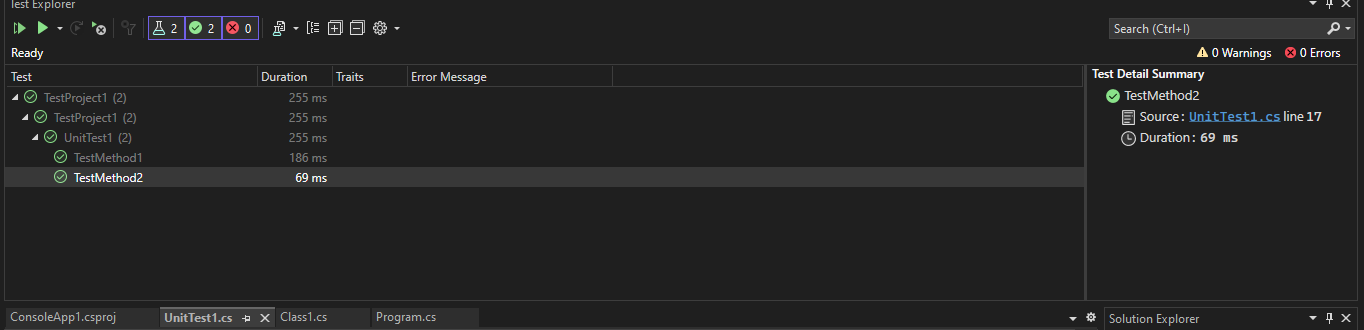 Test Explorer
2 2 0
Search (Ctrl+I)
Ready
0 Warnings 0 Errors
Test Duration Traits Error Message
TestProject1 (2) 255 ms
TestProject1 (2) 255 ms
UnitTest1 (2) 255 ms
TestMethod1 186 ms
TestMethod2 69 ms
Test Detail Summary
TestMethod2
Source: UnitTest1.cs line 17
Duration: 69 ms
ConsoleApp1.csproj UnitTest1.cs Class1.cs Program.cs
Solution Explorer